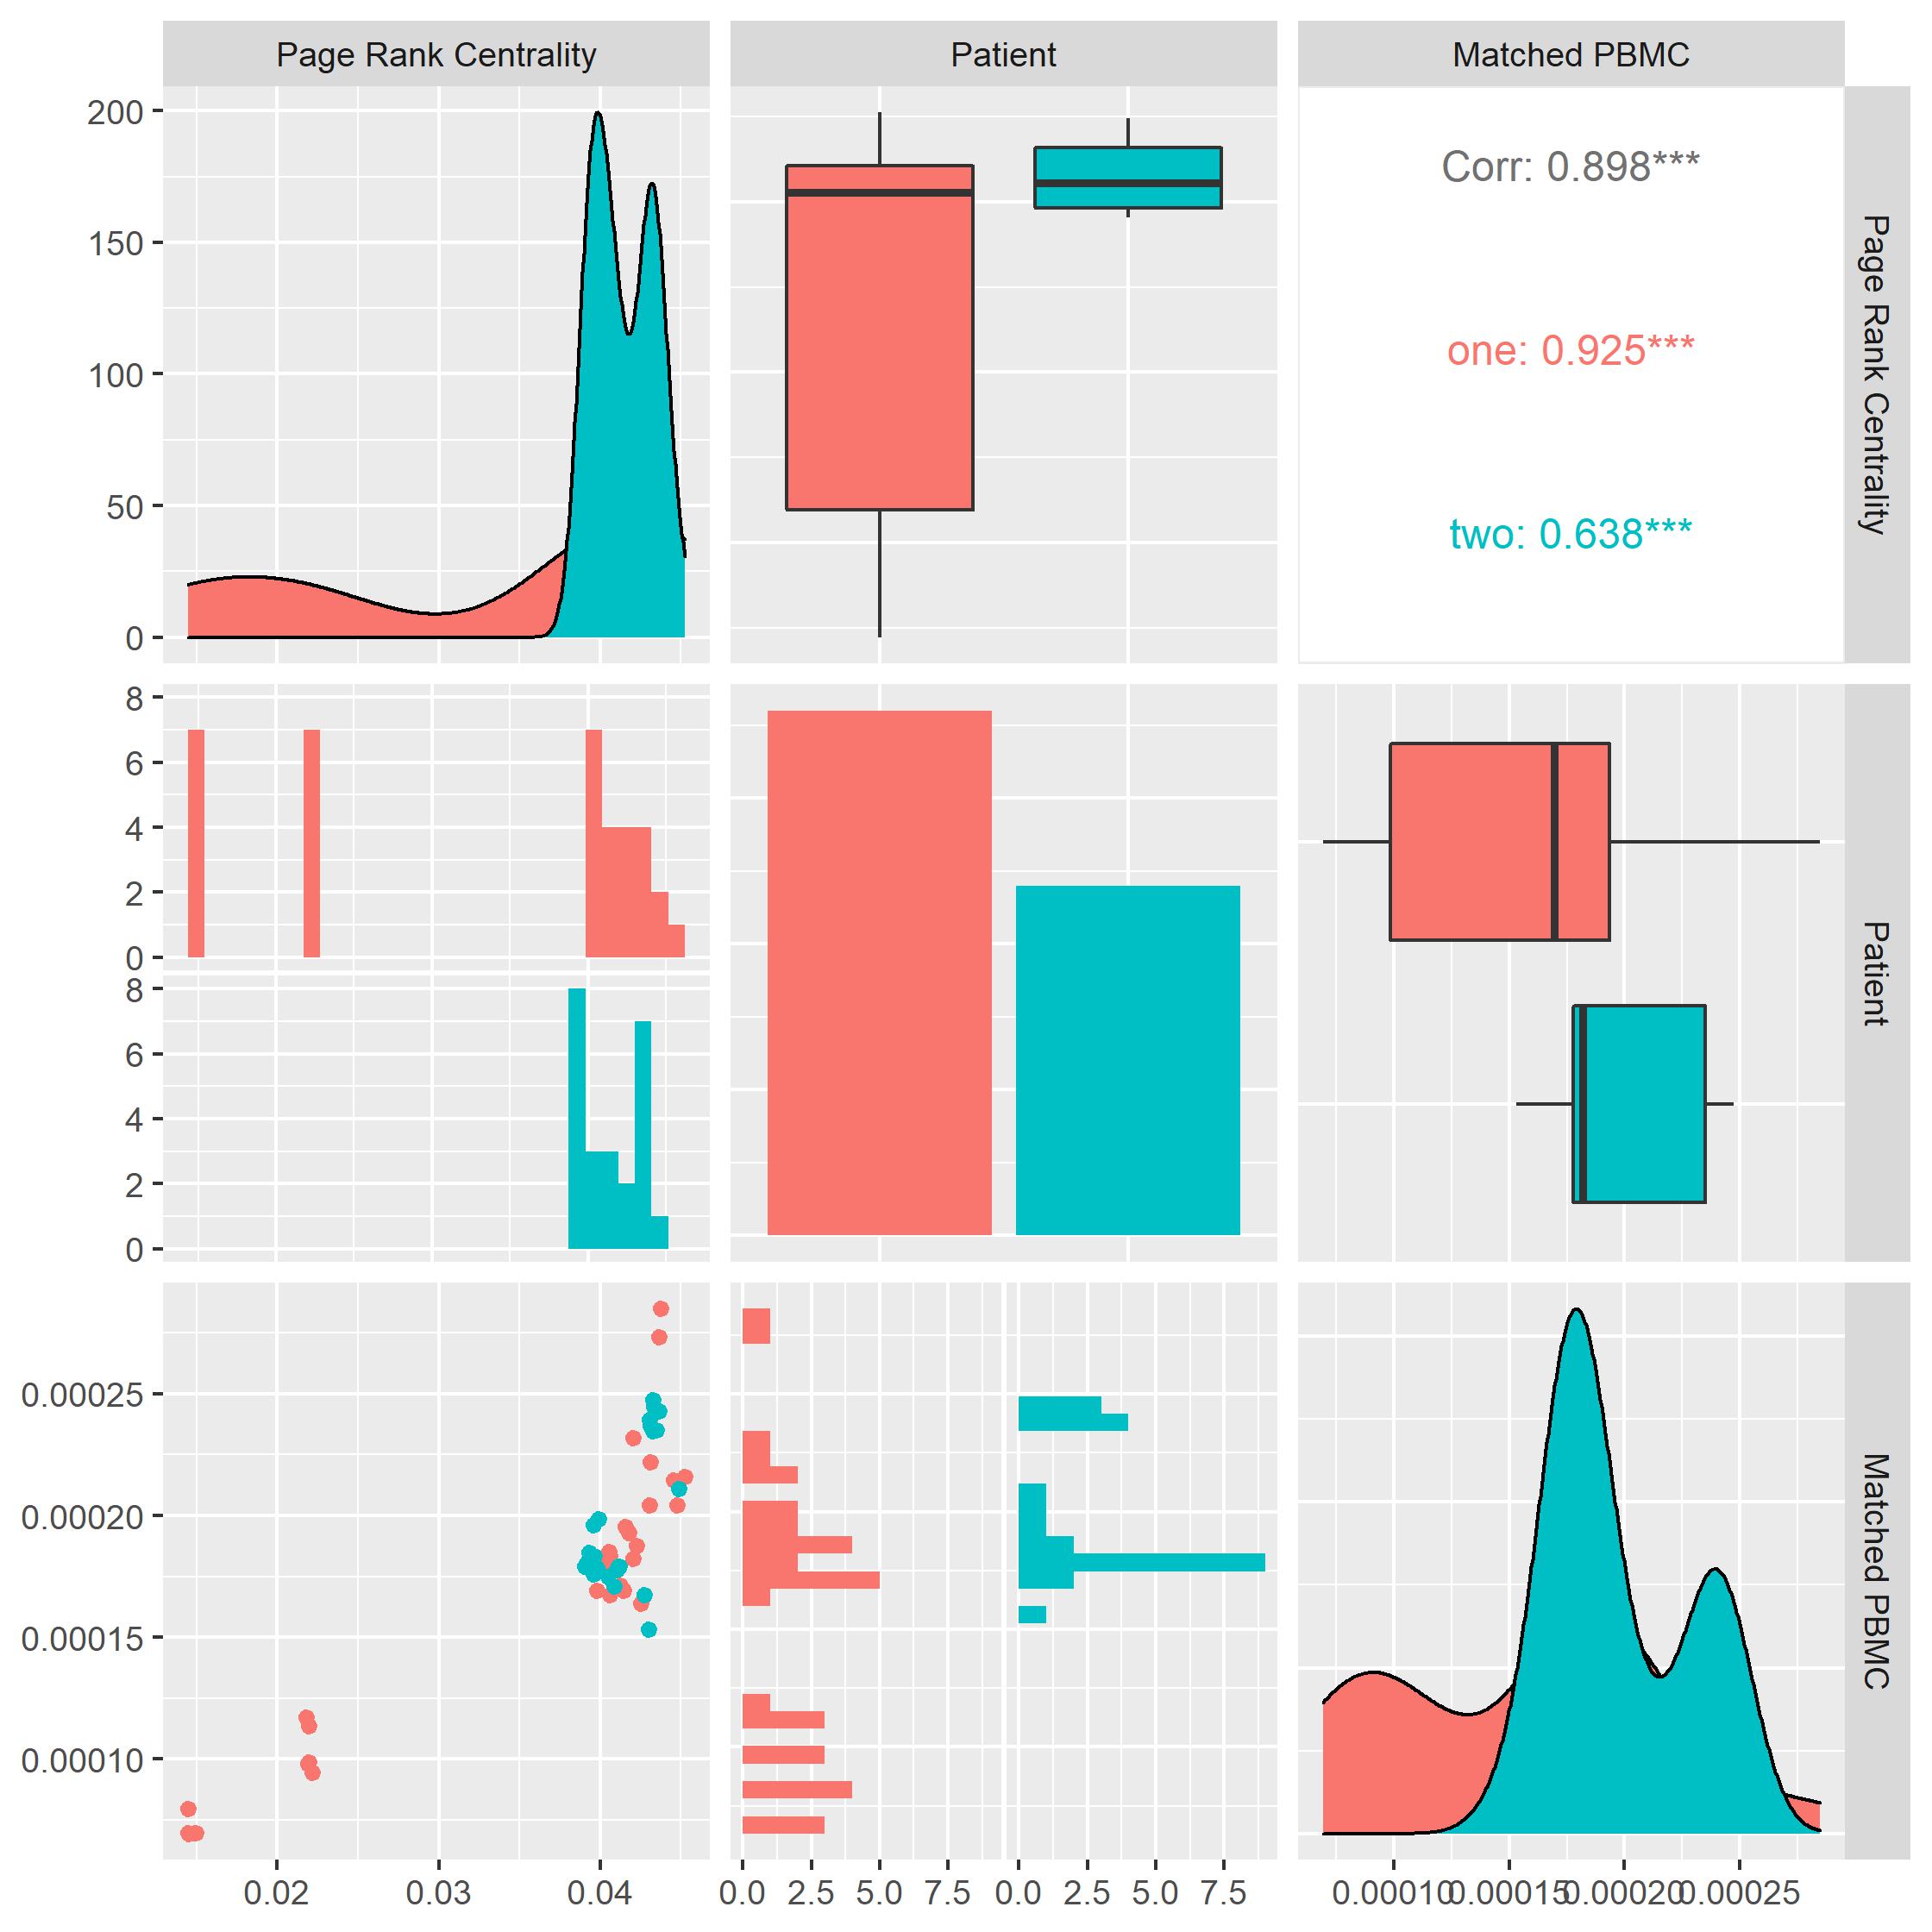 Page Rank Centrality
Patient
Matched PBMC
200
150
100
50
0
Corr: 0.898***
one: 0.925***
two: 0.638***
Page Rank Centrality
8
6
4
2
0
8
6
4
2
0
Patient
0.00025
0.00020
0.00015
0.00010
Matched PBMC
0.02 0.03 0.04
0.0 2.5 5.0 7.5 0.0 2.5 5.0 7.5
0.00010 0.00015 0.00020 0.00025